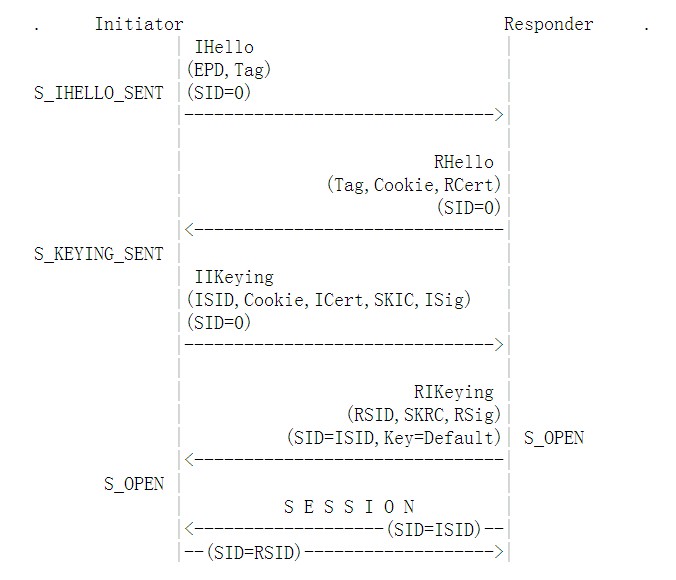 .     Initiator                                Responder     .
IHello
(EPD,Tag)
S_IHELLO_SENT (SID=0)
|------------------------------->|
RHello
(Tag,Cookie,RCert)
(SID=0)
|<-------------------------------|
S_KEYING_SENT
IIKeying
(ISID,Cookie,ICert,SKIC,ISig)
(SID=0)
|------------------------------->|
RIKeying
(RSID,SKRC,RSig)
(SID=ISID,Key=Default) S_OPEN
|<-------------------------------|
S_OPEN
S E S S I O N
|<-------------------(SID=ISID)--|
|--(SID=RSID)------------------->|